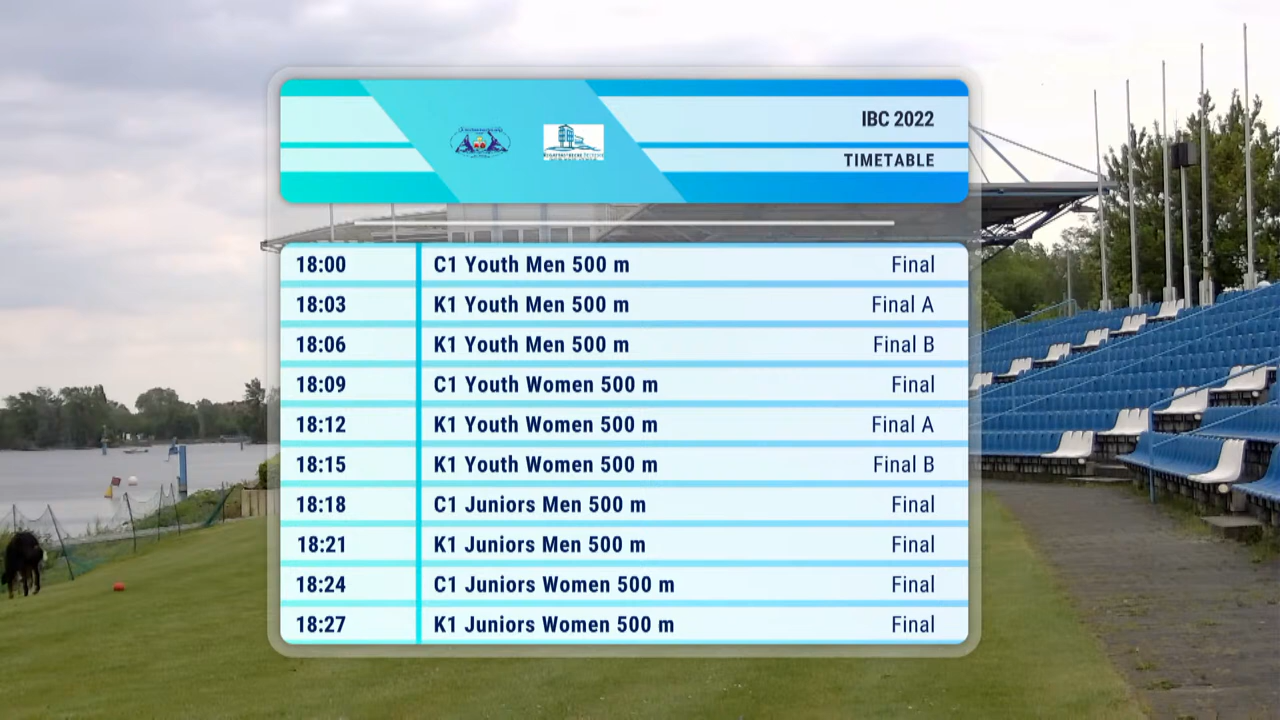 IBC 2022
TIMETABLE
18:00 C1 Youth Men 500 m Final
18:03 K1 Youth Men 500 m Final A
18:06 K1 Youth Men 500 m Final B
18:09 C1 Youth Women 500 m Final
18:12 K1 Youth Women 500 m Final A
18:15 K1 Youth Women 500 m Final B
18:18 C1 Juniors Men 500 m Final
18:21 K1 Juniors Men 500 m Final
18:24 C1 Juniors Women 500 m Final
18:27 K1 Juniors Women 500 m Final